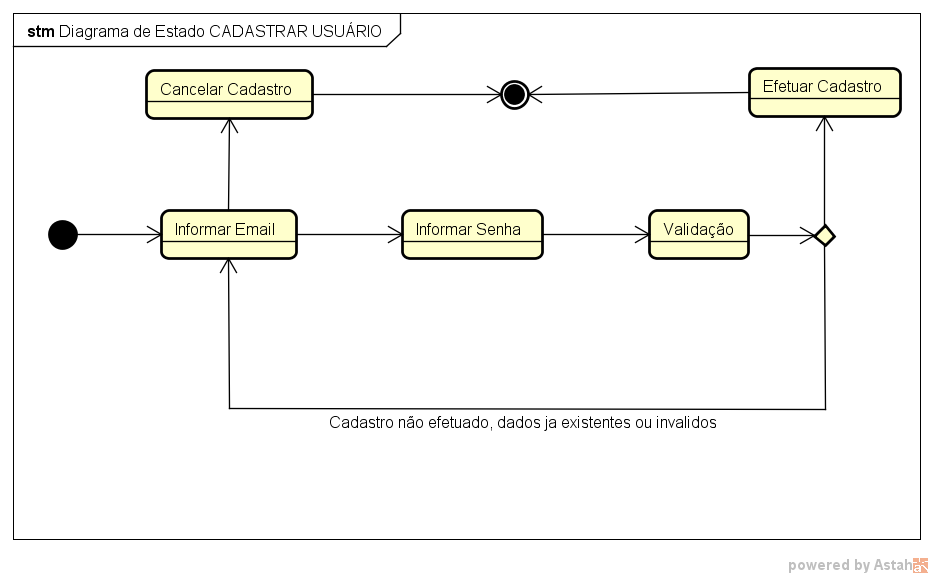 stm Diagrama de Estado CADASTRAR USUÁRIO
Cancelar Cadastro
Efetuar Cadastro
Informar Email
Informar Senha
Validação
Cadastro não efetuado, dados ja existentes ou invalidos
powered by Astah